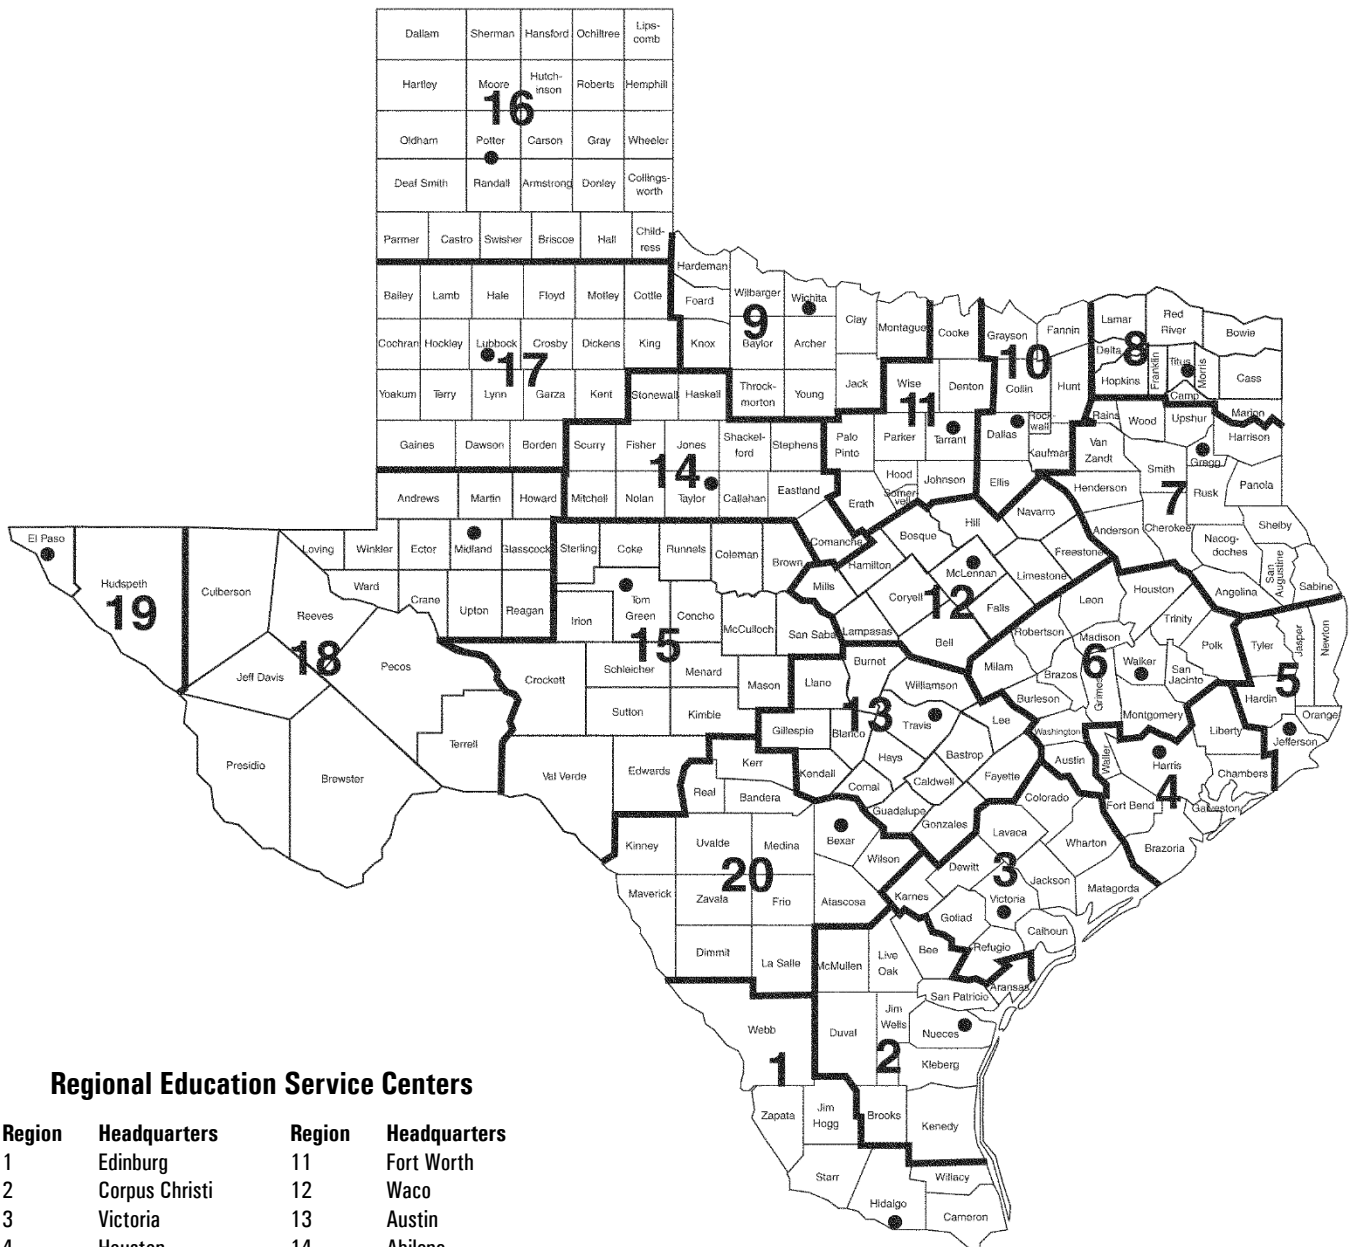 Dallam Sherman Hansford Ochiltree Lips-
comb
Hartley Moore Hutch-
inson Roberts Hemphill
16
Oldham Potter Carson Gray Wheeler
Deaf Smith Randall Armstrong Donley Collings-
worth
Parmer Castro Swisher Briscoe Hall Child-
ress
Hardeman
Bailey Lamb Hale Floyd Motley Cottle Foard Wilbarger Wichita
9
Clay Montague Cooke Grayson Fannin Lamar Red
River Bowie
Cochran Hockley Lubbock Crosby Dickens King Knox Baylor Archer
17
10
8
Delta Hopkins Franklin Titus Morris Camp Cass
Yoakum Terry Lynn Garza Kent Stonewall Haskell Throck-
morton Young Jack Wise Denton Collin Hunt
11
Rains Wood Upshur Marion
Gaines Dawson Borden Scurry Fisher Jones Shackel-
ford Stephens Palo
Pinto Parker Tarrant Dallas Rock-
wall Kaufman Van
Zandt Smith Gregg Harrison
14
7
Andrews Martin Howard Mitchell Nolan Taylor Callahan Eastland Erath Hood Somer-
vell Johnson Ellis Henderson Rusk Panola
Navarro Anderson Cherokee Nacog-
doches Shelby San
Augustine Sabine
El Paso Hudspeth Culberson Loving Winkler Ector Midland Glasscock Sterling Coke Runnels Coleman Brown Comanche Hamilton Bosque Hill Freestone
19
Reeves Ward Crane Upton Reagan Irion Tom
Green Concho McCulloch San Saba Mills Lampasas Coryell McLennan Limestone Falls Bell
18
15
12
Leon Houston Angelina Trinity Polk Tyler Jasper Newton
Robertson Madison Walker San
Jacinto Hardin Orange
6
5
Jeff Davis Pecos Crockett Schleicher Menard Mason Llano Burnet Williamson Milam Brazos Grimes Burleson Montgomery Liberty Jefferson
13
Presidio Brewster Terrell Val Verde Sutton Kimble Edwards Gillespie Blanco Travis Lee Washington Waller Harris Chambers
4
Kerr Real Bandera Kendall Hays Comal Caldwell Bastrop Fayette Austin Colorado Fort Bend Galveston
Kinney Uvalde Medina Bexar Guadalupe Gonzales Lavaca Wharton Brazoria
20
3
Maverick Zavala Frio Atascosa Wilson Karnes Dewitt Victoria Jackson Matagorda
Dimmit La Salle McMullen Live
Oak Bee Goliad Refugio Calhoun Aransas
San Patricio
Webb Duval Jim
Wells Nueces
1
2
Kleberg
Zapata Jim
Hogg Brooks Kenedy
Starr Hidalgo Willacy
Cameron
Regional Education Service Centers
Region Headquarters Region Headquarters
1 Edinburg 11 Fort Worth
2 Corpus Christi 12 Waco
3 Victoria 13 Austin
4 Houston 14 Abilene